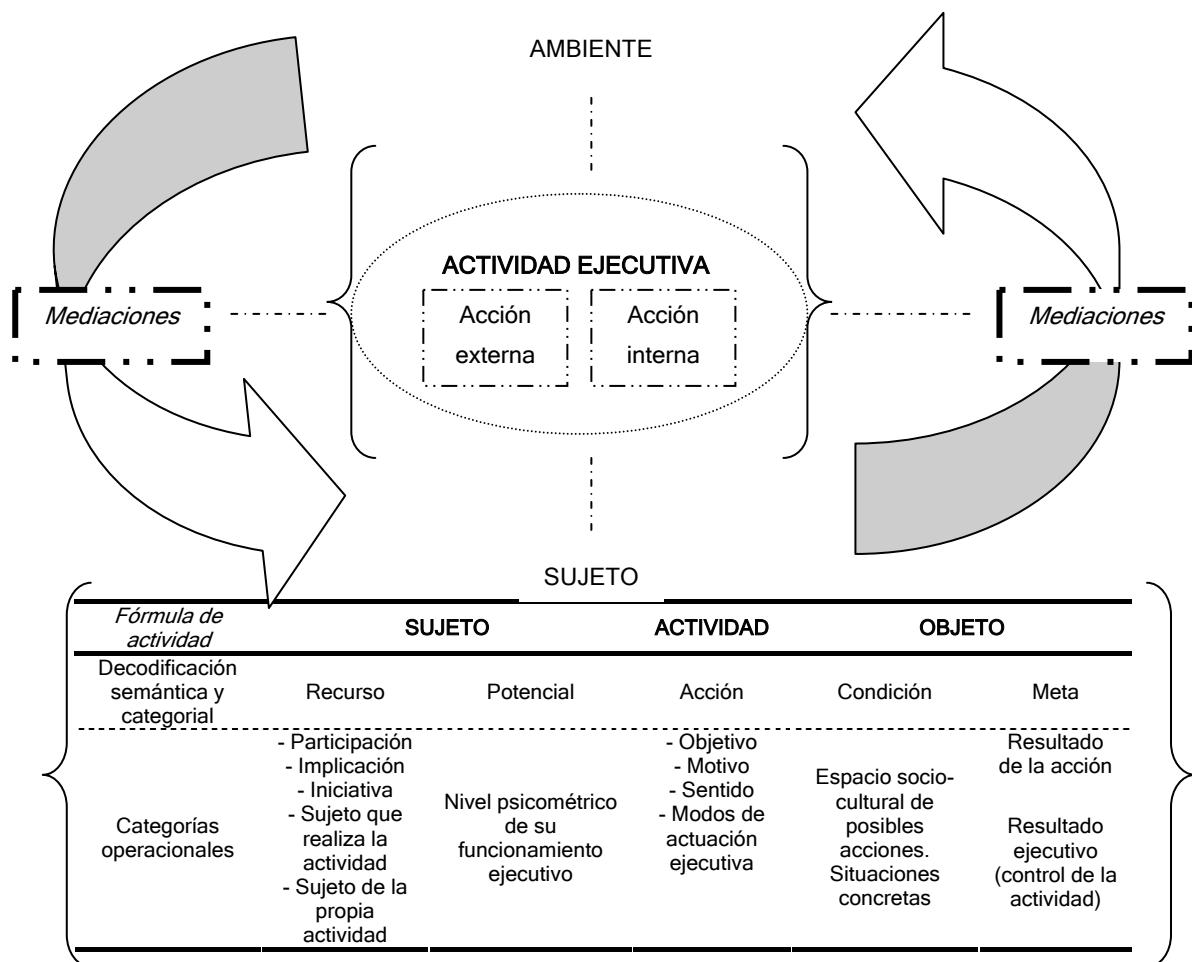 AMBIENTE
ACTIVIDAD EJECUTIVA
Mediaciones
Acción
externa
Acción
interna
Mediaciones
SUJETO
Fórmula de
actividad
SUJETO
ACTIVIDAD
OBJETO
Decodificación
semántica y
categorial
Recurso
Potencial
Acción
Condición
Meta
Categorías
operacionales
- Participación
- Implicación
- Iniciativa
- Sujeto que
realiza la
actividad
- Sujeto de la
propia
actividad
Nivel psicométrico
de su
funcionamiento
ejecutivo
- Objetivo
- Motivo
- Sentido
- Modos de
actuación
ejecutiva
Espacio socio-
cultural de
posibles
acciones.
Situaciones
concretas
Resultado
de la acción
Resultado
ejecutivo
(control de la
actividad)